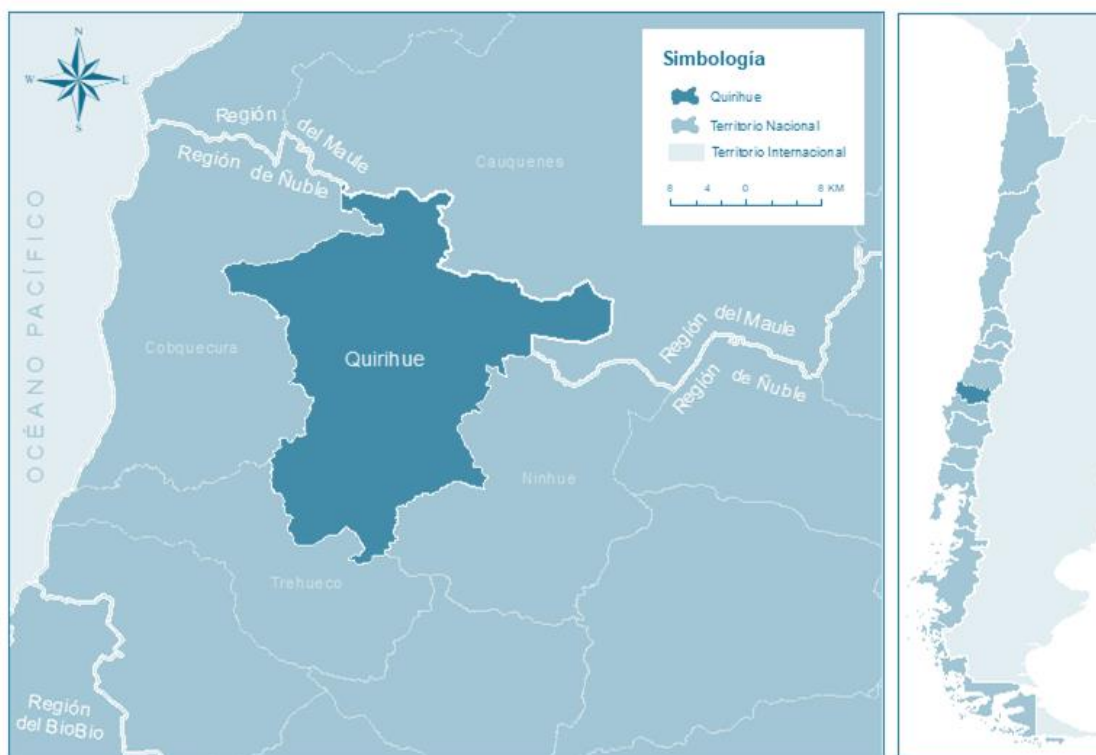 N
W E
S
OCÉANO PACÍFICO
Región del Maule
Región de Ñuble
Cauquenes
Simbología
Quirihue
Territorio Nacional
Territorio Internacional
8 4 0 8 KM
Cobquecura
Quirihue
Región del Maule
Región de Ñuble
Ninhue
Trehueco
Región
del BioBio